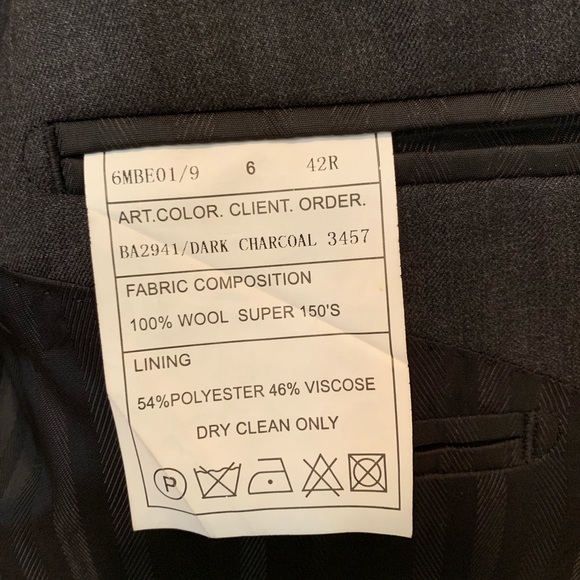 6MBE01/9 6 42R
ART.COLOR. CLIENT. ORDER.
BA2941/DARK CHARCOAL 3457
FABRIC COMPOSITION
100% WOOL SUPER 150'S
LINING
54%POLYESTER 46% VISCOSE
DRY CLEAN ONLY
P